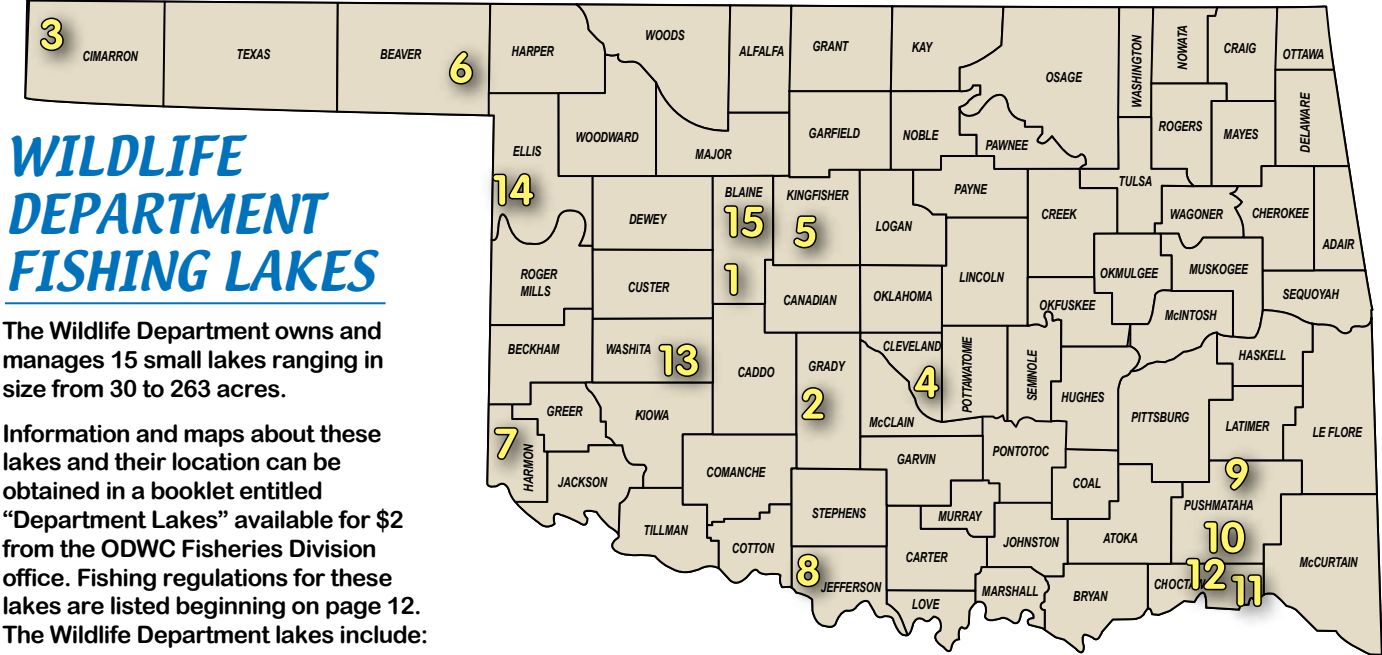 WILDLIFE
DEPARTMENT
FISHING LAKES
The Wildlife Department owns and
manages 15 small lakes ranging in
size from 30 to 263 acres.
Information and maps about these
lakes and their location can be
obtained in a booklet entitled
“Department Lakes” available for $2
from the ODWC Fisheries Division
office. Fishing regulations for these
lakes are listed beginning on page 12.
The Wildlife Department lakes include:
3
CIMARRON
TEXAS
BEAVER
6
HARPER
WOODS
ALFALFA
GRANT
KAY
OSAGE
WASHINGTON
NOWATA
CRAIG
OTTAWA
ELLIS
14
WOODWARD
MAJOR
GARFIELD
NOBLE
PAWNEE
ROGERS
MAYES
DELAWARE
DEWEY
BLAINE
15
1
KINGFISHER
5
LOGAN
PAYNE
CREEK
TULSA
WAGONER
CHEROKEE
ADAIR
ROGER
MILLS
CUSTER
CANADIAN
OKLAHOMA
LINCOLN
OKFUSKEE
OKMULGEE
MUSKOGEE
McINTOSH
SEQUOYAH
BECKHAM
WASHITA
13
CADDO
GRADY
2
CLEVELAND
4
McCLAIN
POTTAWATOMIE
SEMINOLE
HUGHES
PITTSBURG
HASKELL
LATIMER
LE FLORE
7
HARMON
GREER
KIOWA
JACKSON
COMANCHE
GARVIN
PONTOTOC
COAL
9
PUSHMATAHA
10
TILLMAN
COTTON
STEPHENS
MURRAY
CARTER
JOHNSTON
ATOKA
McCURTAIN
8
JEFFERSON
LOVE
MARSHALL
BRYAN
CHOCTAW
12
11